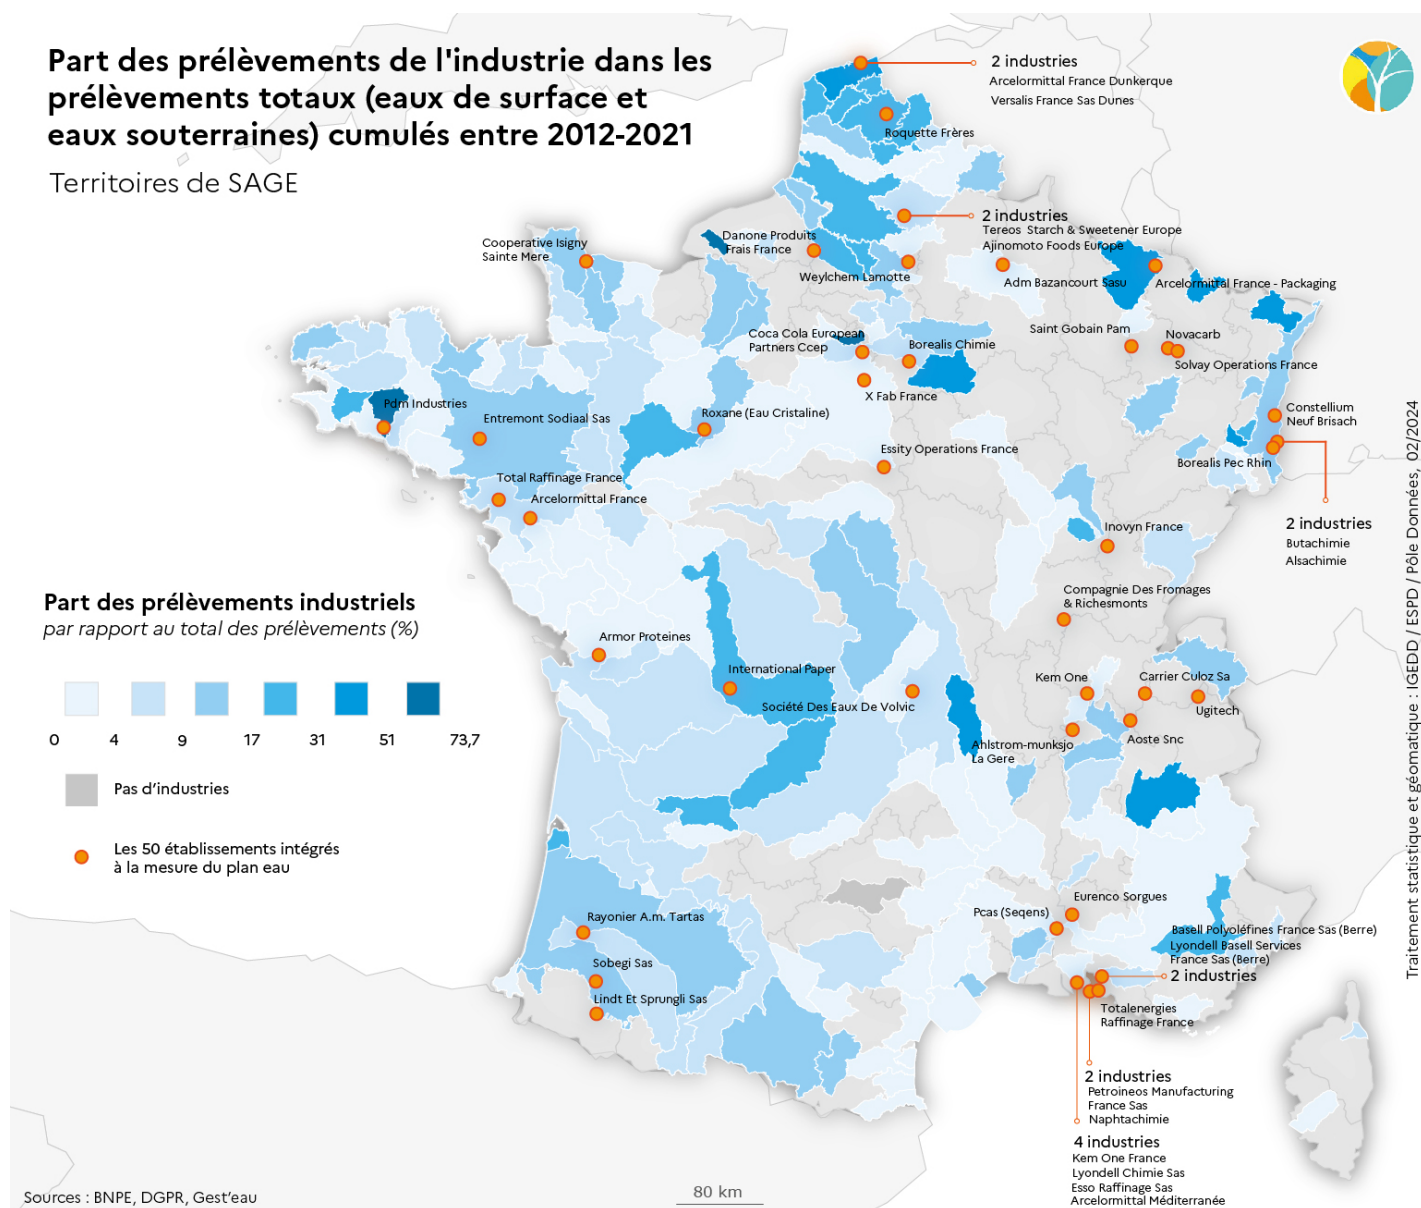 Part des prélèvements de l'industrie dans les
prélèvements totaux (eaux de surface et
eaux souterraines) cumulés entre 2012-2021
Territoires de SAGE
2 industries
Arcelormittal France Dunkerque
Versalis France Sas Dunes
Roquette Frères
2 industries
Tereos Starch & Sweetener Europe
Ajinomoto Foods Europe
Danone Produits
Frais France
Cooperative Isigny
Sainte Mere
Weylchem Lamotte
Adm Bazancourt Sasu
Arcelormittal France - Packaging
Coca Cola European
Partners Ccep
Borealis Chimie
Saint Gobain Pam
Novacarb
Solvay Operations France
X Fab France
Pdm Industries
Entremont Sodiaal Sas
Roxane (Eau Cristaline)
Constellium
Neuf Brisach
Essity Operations France
Borealis Pec Rhin
Total Raffinage France
Arcelormittal France
2 industries
Butachimie
Alsachimie
Inovyn France
Compagnie Des Fromages
& Richesmonts
Part des prélèvements industriels
par rapport au total des prélèvements (%)
0 4 9 17 31 51 73,7
Pas d'industries
Les 50 établissements intégrés
à la mesure du plan eau
Armor Proteines
International Paper
Société Des Eaux De Volvic
Kem One
Carrier Culoz Sa
Ugitech
Aoste Snc
Ahlstrom-munksjo
La Gere
Rayonier A.m. Tartas
Sobegi Sas
Lindt Et Sprungli Sas
Eurenco Sorgues
Pcas (Seqens)
Basell Polyoléfines France Sas (Berre)
Lyondell Basell Services
France Sas (Berre)
2 industries
Totalenergies
Raffinage France
2 industries
Petroineos Manufacturing
France Sas
Naphtachimie
4 industries
Kem One France
Lyondell Chimie Sas
Esso Raffinage Sas
Arcelormittal Méditerranée
Sources : BNPE, DGPR, Gest'eau
80 km
Traitement statistique et géomatique : IGEDD / ESPD / Pôle Données, 02/2024